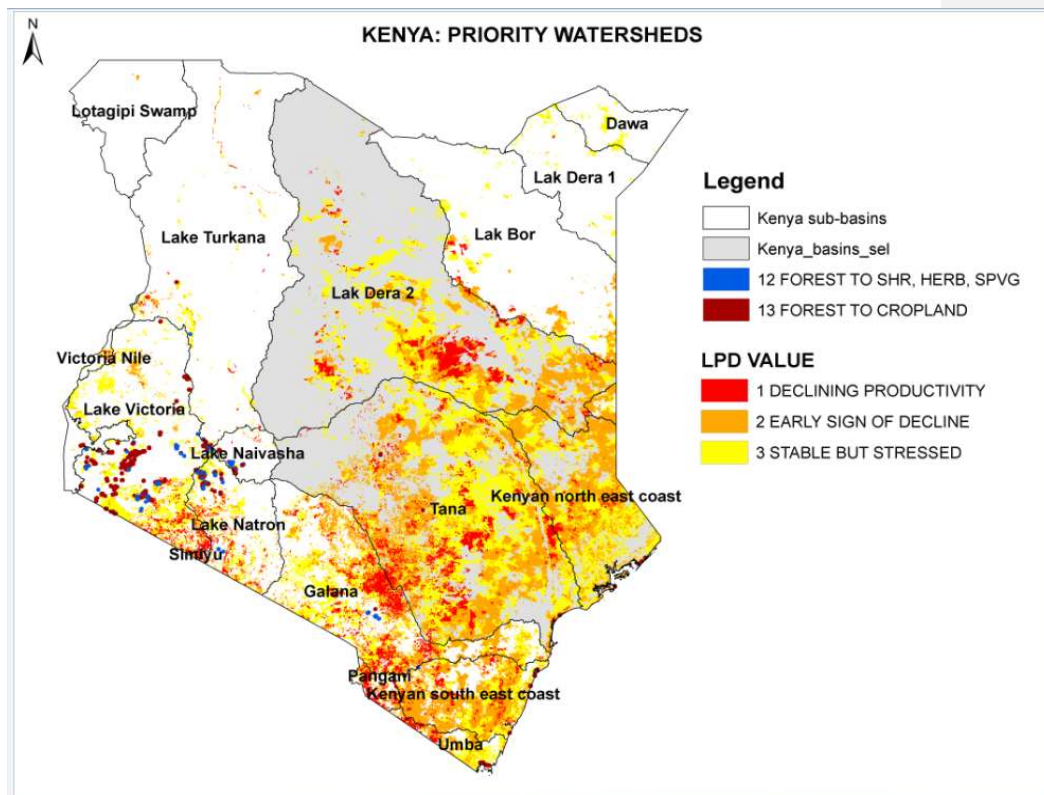 N
KENYA: PRIORITY WATERSHEDS
Lotagipi Swamp
Dawa
Lak Dera 1
Lake Turkana
Lak Bor
Lak Dera 2
Victoria Nile
Lake Victoria
Lake Naivasha
Kenyan north east coast
Tana
Lake Natron
Simiyu
Galana
Pangani
Kenyan south east coast
Umba
Legend
Kenya sub-basins
Kenya_basins_sel
12 FOREST TO SHR, HERB, SPVG
13 FOREST TO CROPLAND
LPD VALUE
1 DECLINING PRODUCTIVITY
2 EARLY SIGN OF DECLINE
3 STABLE BUT STRESSED